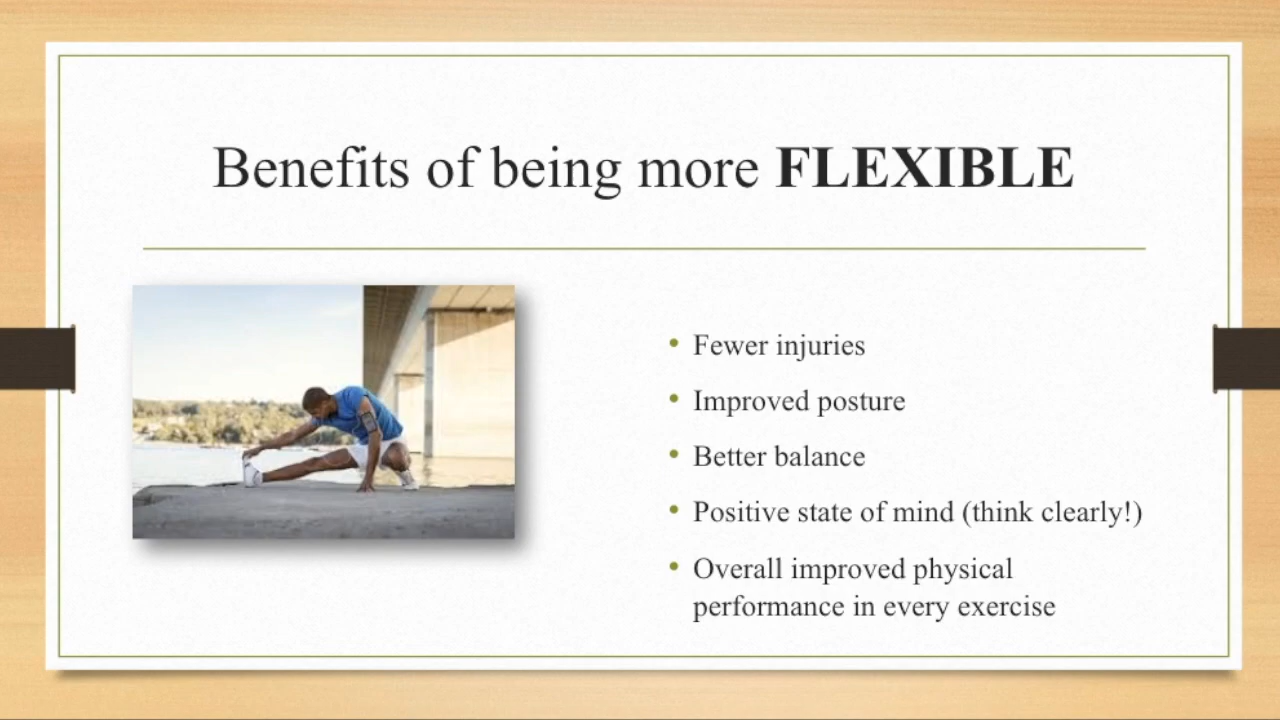 Benefits of being more FLEXIBLE
• Fewer injuries
• Improved posture
• Better balance
• Positive state of mind (think clearly!)
• Overall improved physical
performance in every exercise